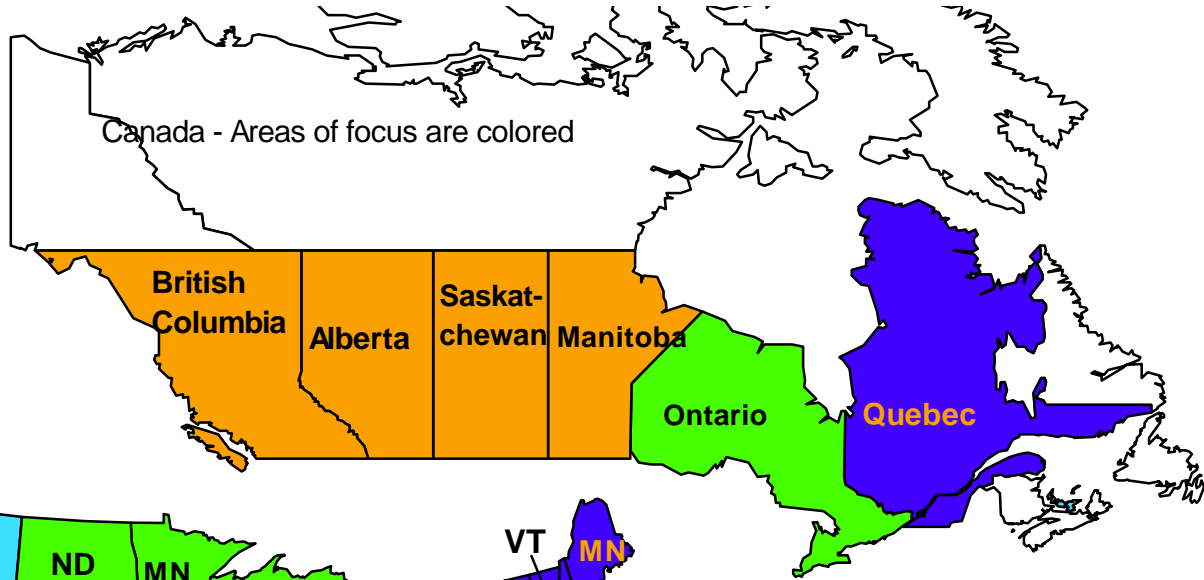 Canada - Areas of focus are colored
British
Columbia
Alberta
Saskat-
chewan
Manitoba
Ontario
Quebec
VT
MN
ND
MN